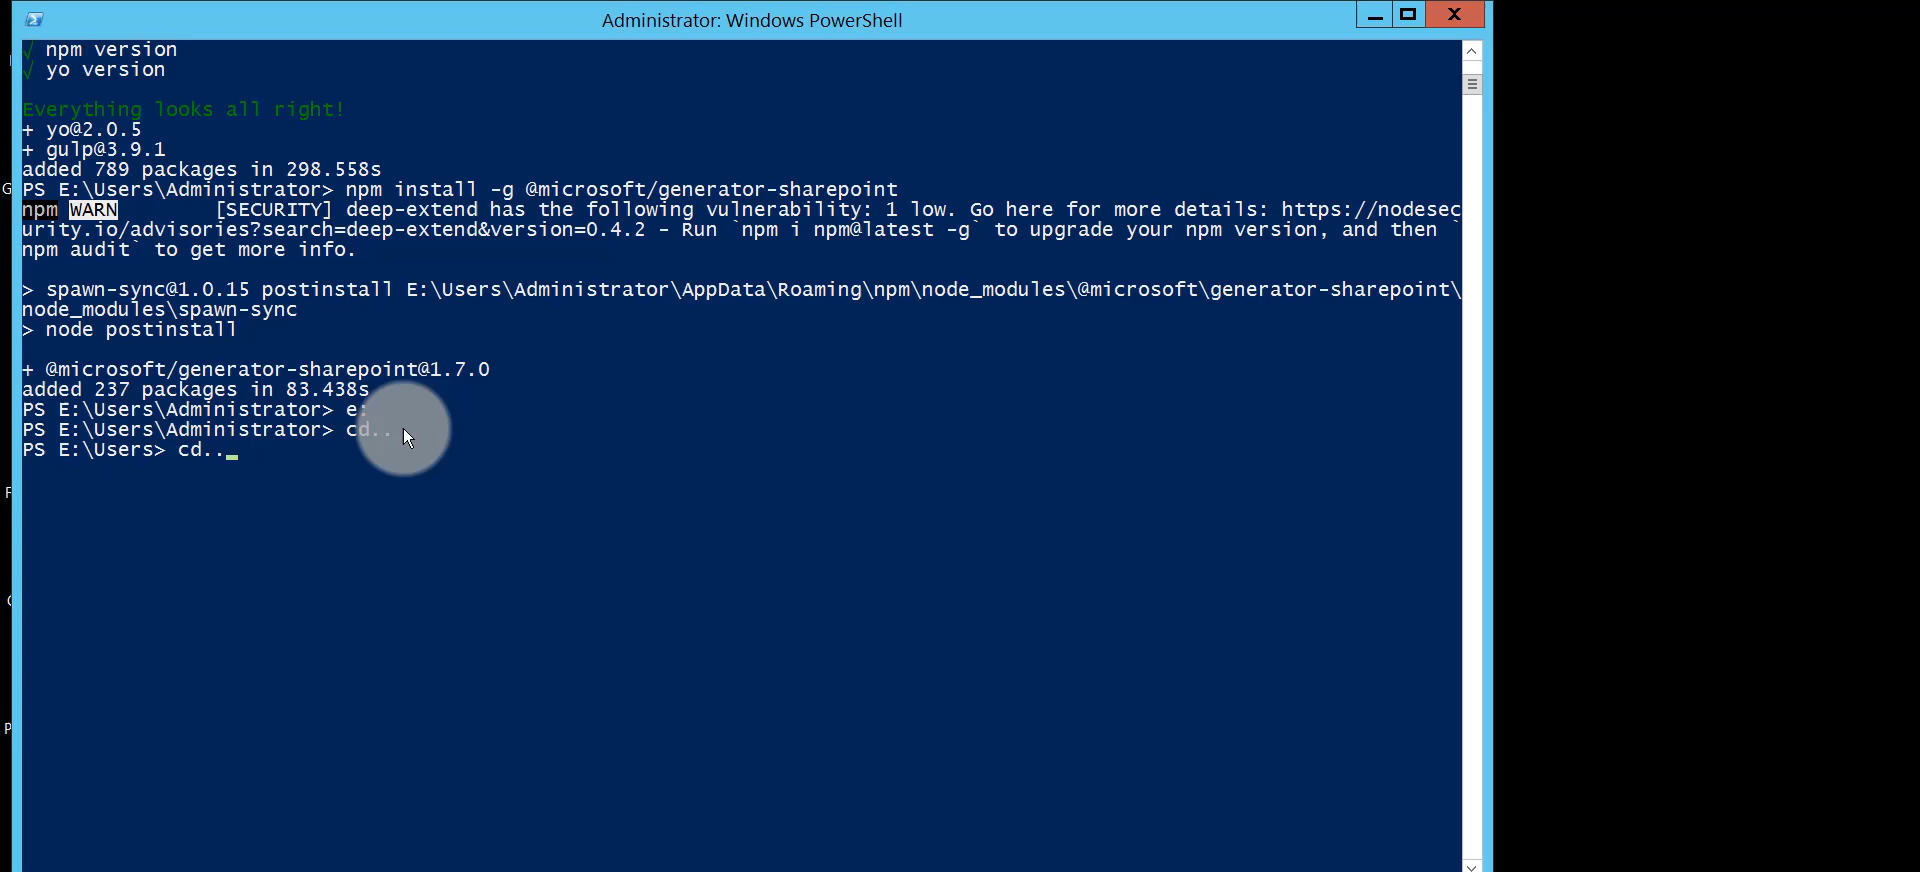 Administrator: Windows PowerShell
√ npm version
√ yo version
Everything looks all right!
+ yo@2.0.5
+ gulp@3.9.1
added 789 packages in 298.558s
PS E:\Users\Administrator> npm install -g @microsoft/generator-sharepoint
npm WARN [SECURITY] deep-extend has the following vulnerability: 1 low. Go here for more details: https://nodesec
urity.io/advisories?search=deep-extend&version=0.4.2 - Run `npm i npm@latest -g` to upgrade your npm version, and then `
npm audit` to get more info.
> spawn-sync@1.0.15 postinstall E:\Users\Administrator\AppData\Roaming\npm\node_modules\@microsoft\generator-sharepoint\
node_modules\spawn-sync
> node postinstall
+ @microsoft/generator-sharepoint@1.7.0
added 237 packages in 83.438s
PS E:\Users\Administrator> e:
PS E:\Users\Administrator> cd..
PS E:\Users> cd..